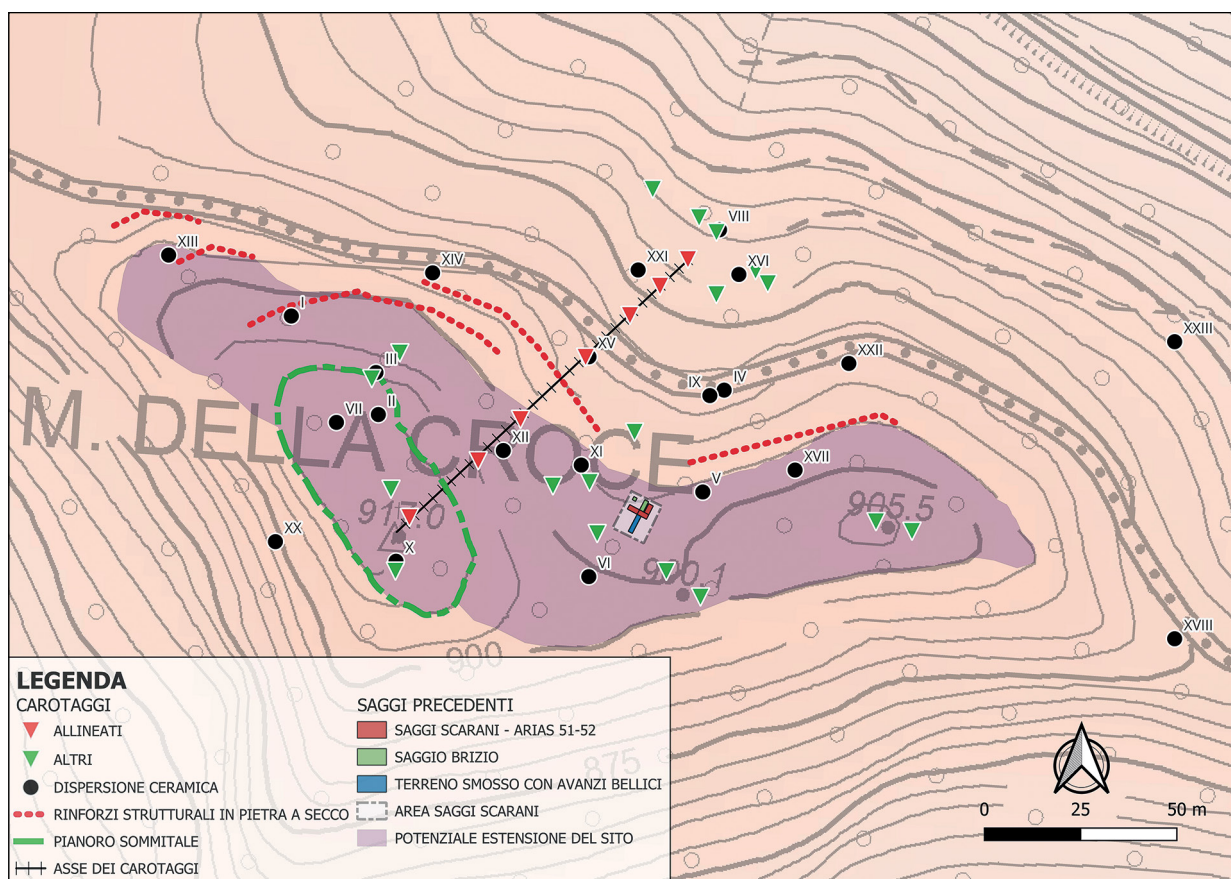 VIII
XIII
XIV
XXI
XVI
I
XXIII
XV
XXII
III
IX
IV
VII
II
M. DELLA CROCE
XII
XI
XVII
V
917.0
905.5
XX
X
VI
900.1
XVIII
900
875
LEGENDA
CAROTAGGI
ALLINEATI
ALTRI
DISPERSIONE CERAMICA
RINFORZI STRUTTURALI IN PIETRA A SECCO
PIANORO SOMMITALE
ASSE DEI CAROTAGGI
SAGGI PRECEDENTI
SAGGI SCARANI - ARIAS 51-52
SAGGIO BRIZIO
TERRENO SMOSSO CON AVANZI BELLICI
AREA SAGGI SCARANI
POTENZIALE ESTENSIONE DEL SITO
0 25 50 m